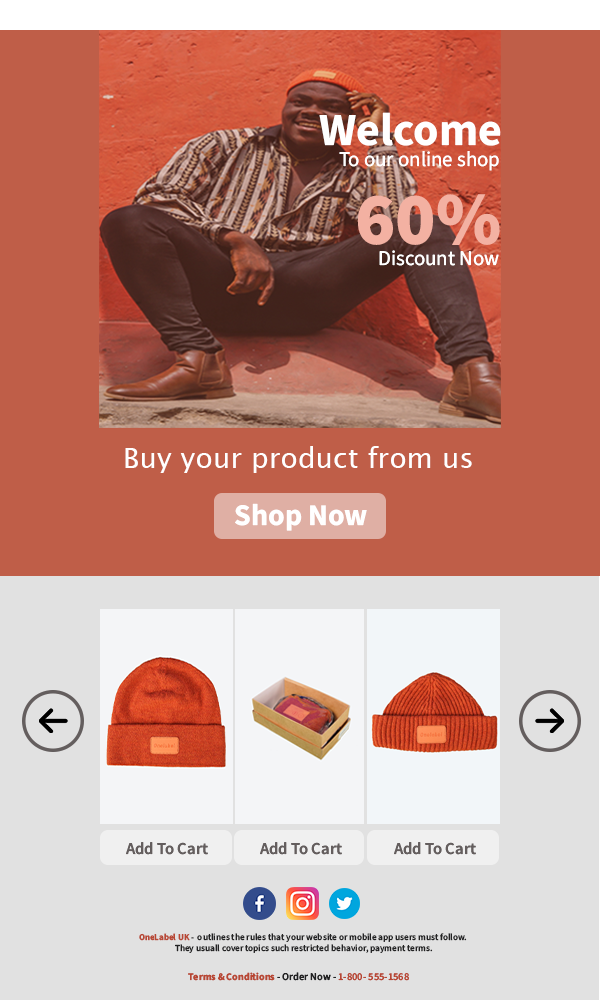 Welcome
To our online shop
60%
Discount Now
Buy your product from us
Shop Now
Add To Cart
Add To Cart
Add To Cart
OneLabel UK - outlines the rules that your website or mobile app users must follow.
They usuall cover topics such restricted behavior, payment terms.
Terms & Conditions - Order Now - 1-800- 555-1568